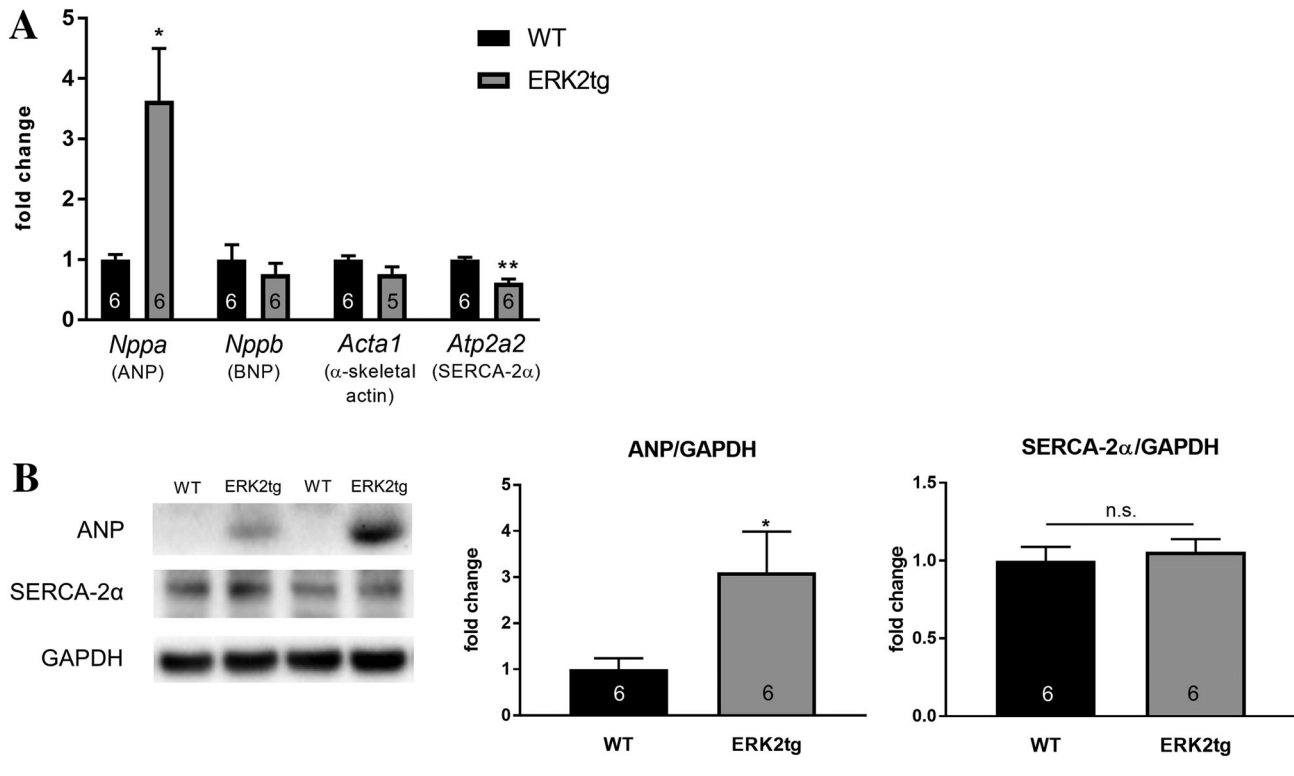 A
5
4
3
2
1
0
fold change
*
**
WT
ERK2tg
6 6 6 6 6 5 6 6
Nppa Nppb Acta1 Atp2a2
(ANP) (BNP) (α-skeletal actin) (SERCA-2α)
B
WT ERK2tg WT ERK2tg
ANP
SERCA-2α
GAPDH
ANP/GAPDH
5
4
3
2
1
0
fold change
*
6 6
WT ERK2tg
SERCA-2α/GAPDH
1.5
1.0
0.5
0.0
fold change
n.s.
6 6
WT ERK2tg